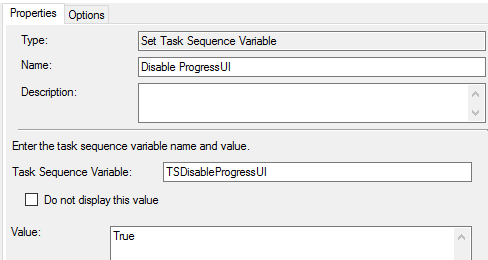 Properties Options
Type: Set Task Sequence Variable
Name: Disable ProgressUI
Description:
Enter the task sequence variable name and value.
Task Sequence Variable: TSDisableProgressUI
Do not display this value
Value: True